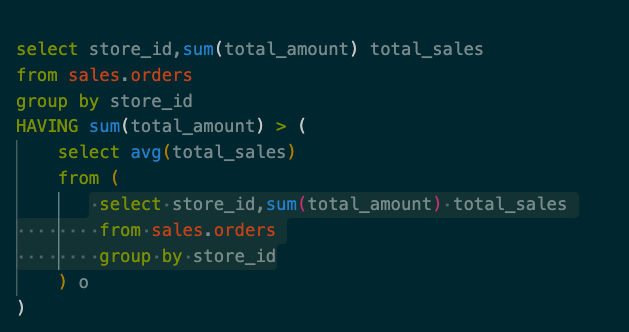 select store_id,sum(total_amount) total_sales
from sales.orders
group by store_id
HAVING sum(total_amount) > (
    select avg(total_sales)
    from (
        select store_id,sum(total_amount) total_sales
        from sales.orders
        group by store_id
    ) o
)